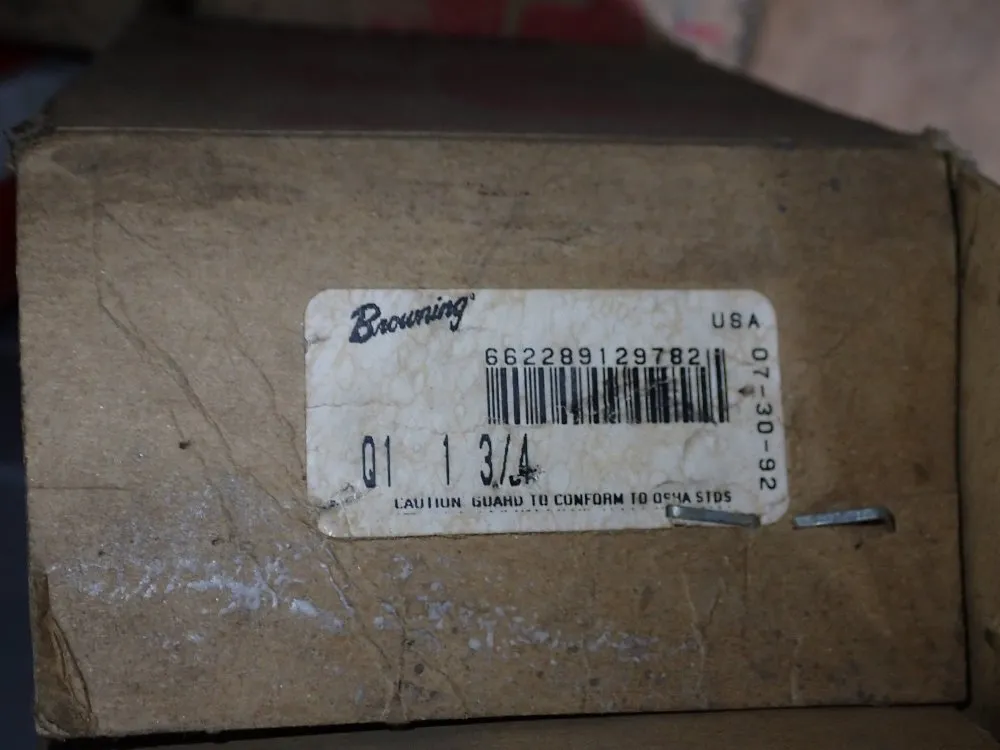 Browning
USA
662289129782
07-30-92
Q1 1 3/4
CAUTION GUARD TO CONFORM TO OSHA STDS